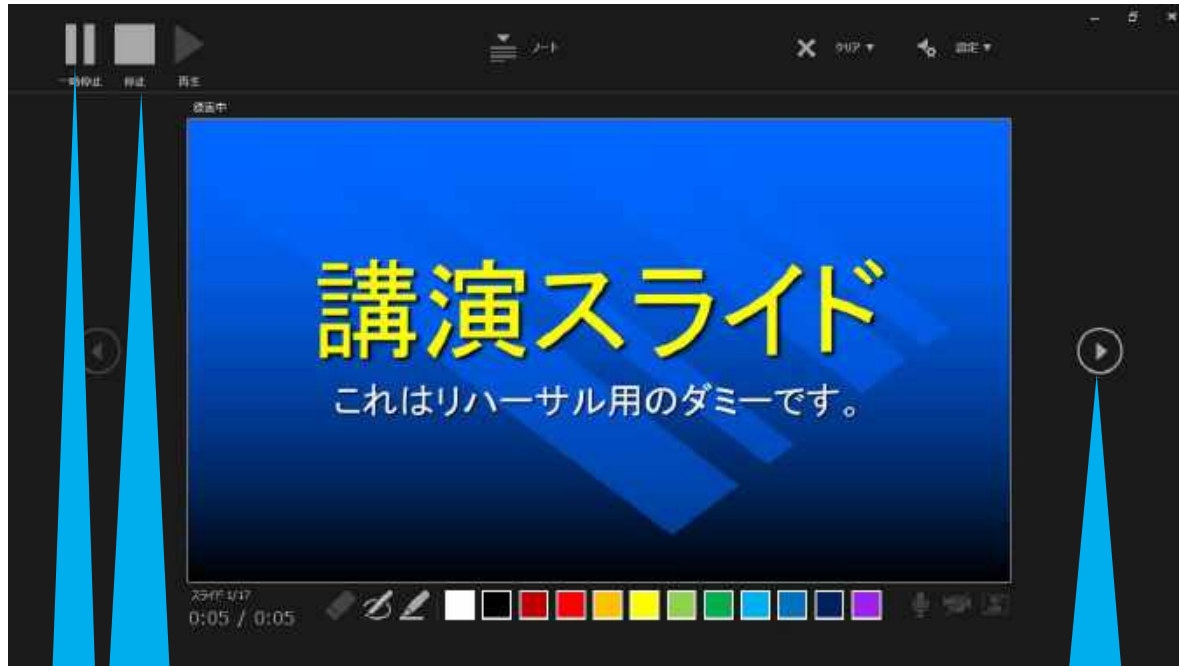 ノート
クリア ▼
設定 ▼
一時停止
停止
再生
録画中
講演スライド
これはリハーサル用のダミーです。
スライド 1/17
0:05 / 0:05